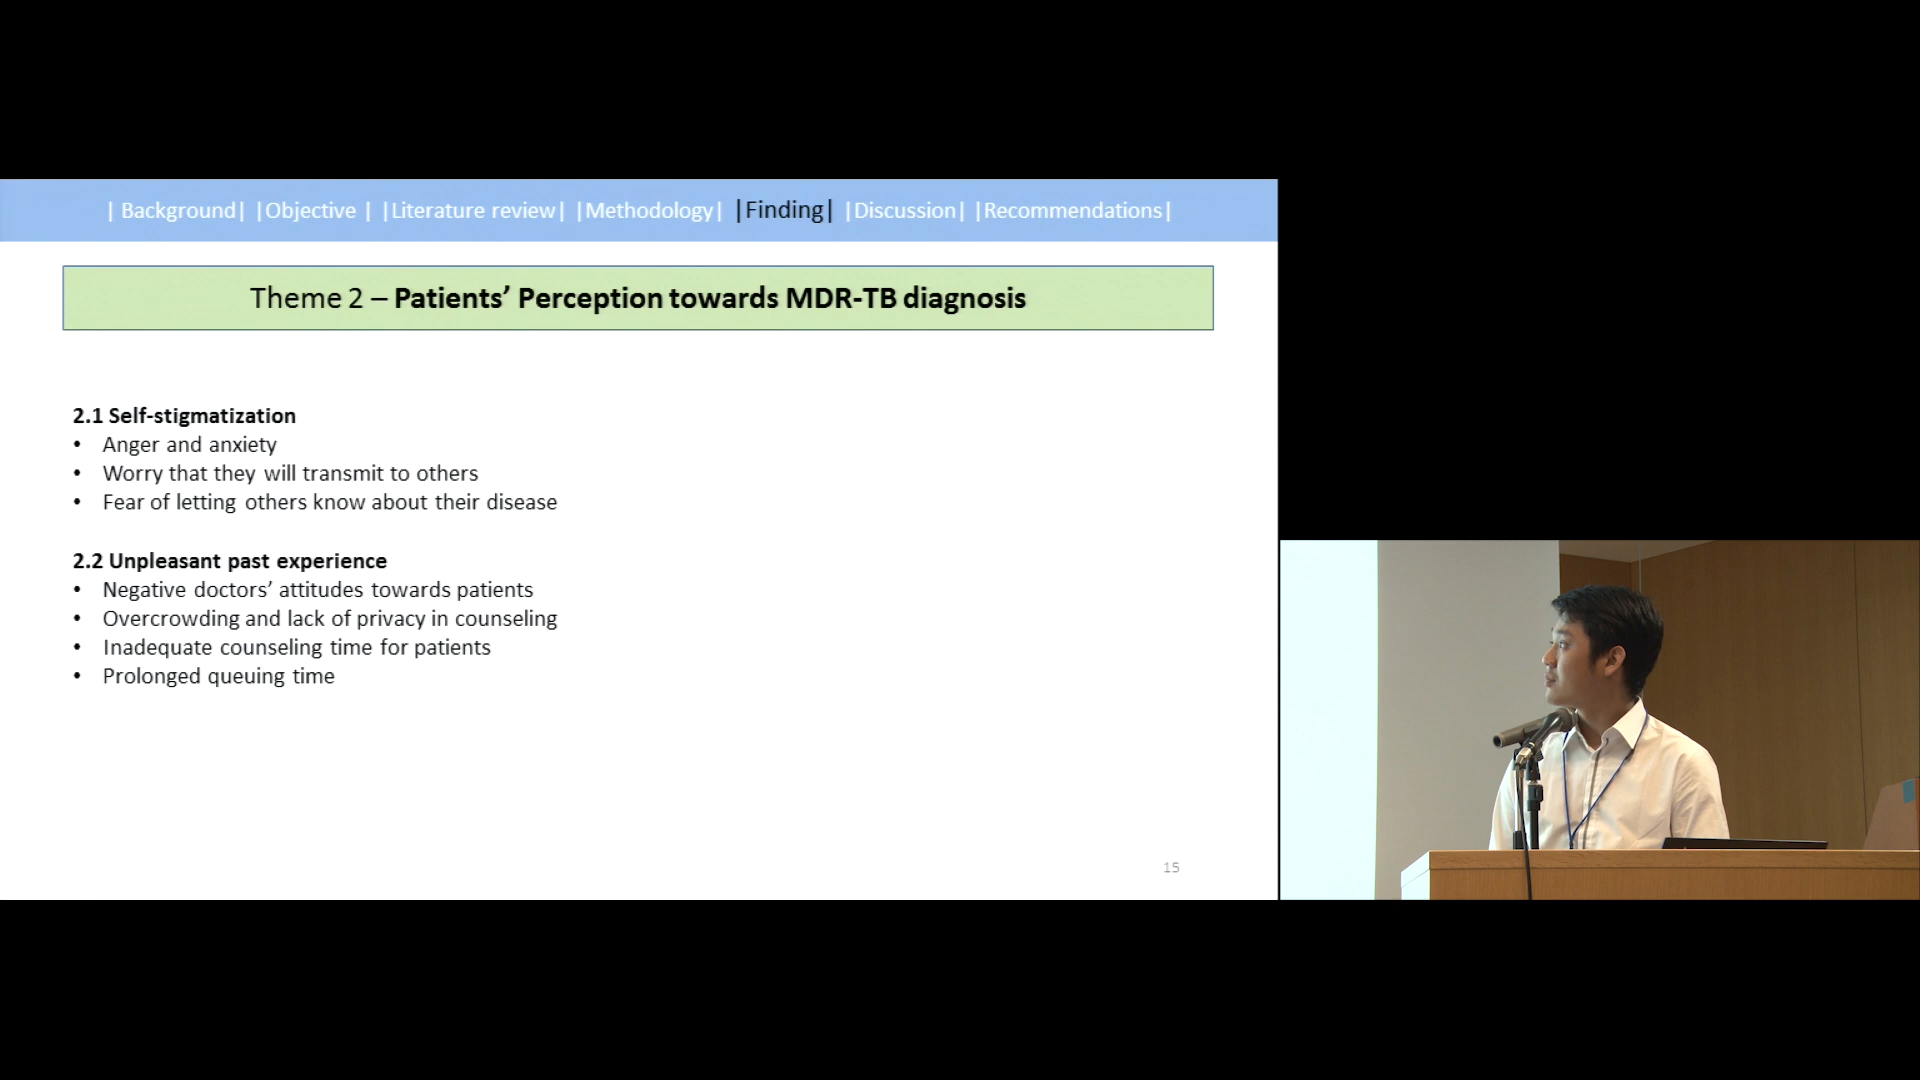 | Background| |Objective | |Literature review| |Methodology| |Finding| |Discussion| |Recommendations|
Theme 2 – Patients’ Perception towards MDR-TB diagnosis
2.1 Self-stigmatization
• Anger and anxiety
• Worry that they will transmit to others
• Fear of letting others know about their disease
2.2 Unpleasant past experience
• Negative doctors’ attitudes towards patients
• Overcrowding and lack of privacy in counseling
• Inadequate counseling time for patients
• Prolonged queuing time
15